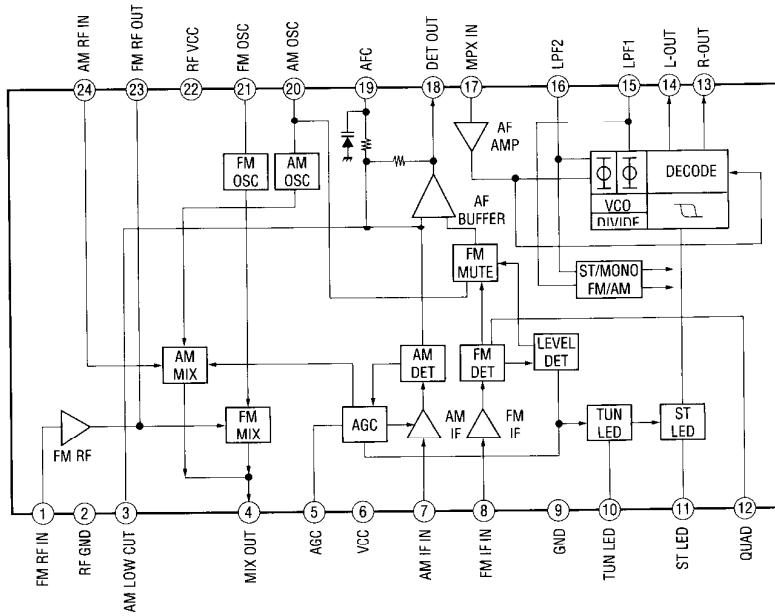 AM RF IN
FM RF OUT
RF VCC
FM OSC
AM OSC
AFC
DET OUT
MPX IN
LPF2
LPF1
L-OUT
R-OUT
24
23
22
21
20
19
18
17
16
15
14
13
AF
AMP
FM
OSC
AM
OSC
DECODE
AF
BUFFER
VCO
DIVIDE
FM
MUTE
ST/MONO
FM/AM
AM
MIX
AM
DET
FM
DET
LEVEL
DET
FM RF
FM
MIX
AGC
AM
IF
FM
IF
TUN
LED
ST
LED
1
2
3
4
5
6
7
8
9
10
11
12
FM RF IN
RF GND
AM LOW CUT
MIX OUT
AGC
VCC
AM IF IN
FM IF IN
GND
TUN LED
ST LED
QUAD